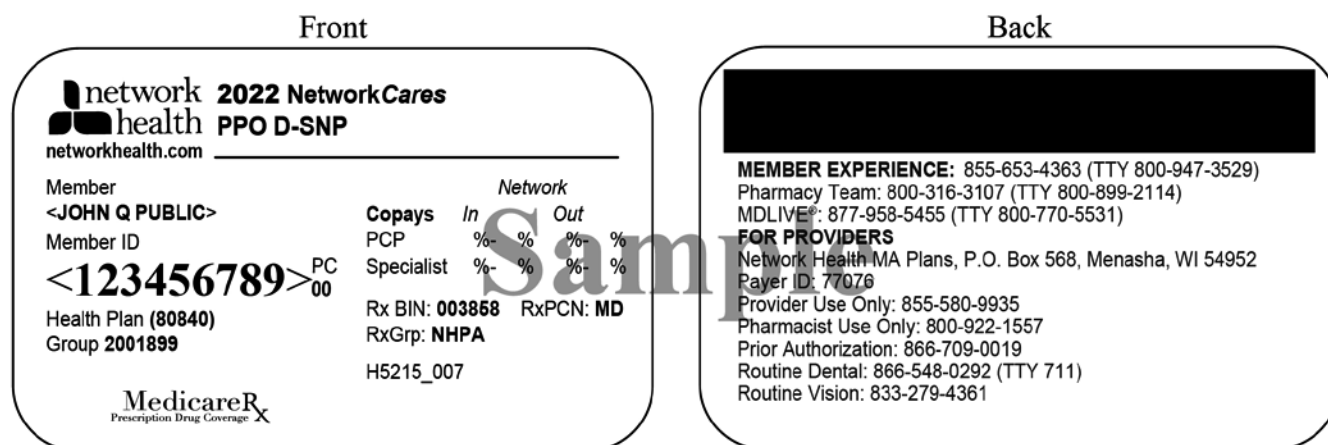 Front
network health
2022 NetworkCares
PPO D-SNP
networkhealth.com
Member
<JOHN Q PUBLIC>
Member ID
<123456789> PC 00
Health Plan (80840)
Group 2001899
MedicareRx
Prescription Drug Coverage
Network
Copays In Out
PCP %- % %- %
Specialist %- % %- %
Rx BIN: 003858 RxPCN: MD
RxGrp: NHPA
H5215_007
Sample
Back
MEMBER EXPERIENCE: 855-653-4363 (TTY 800-947-3529)
Pharmacy Team: 800-316-3107 (TTY 800-899-2114)
MDLIVE®: 877-958-5455 (TTY 800-770-5531)
FOR PROVIDERS
Network Health MA Plans, P.O. Box 568, Menasha, WI 54952
Payer ID: 77076
Provider Use Only: 855-580-9935
Pharmacist Use Only: 800-922-1557
Prior Authorization: 866-709-0019
Routine Dental: 866-548-0292 (TTY 711)
Routine Vision: 833-279-4361